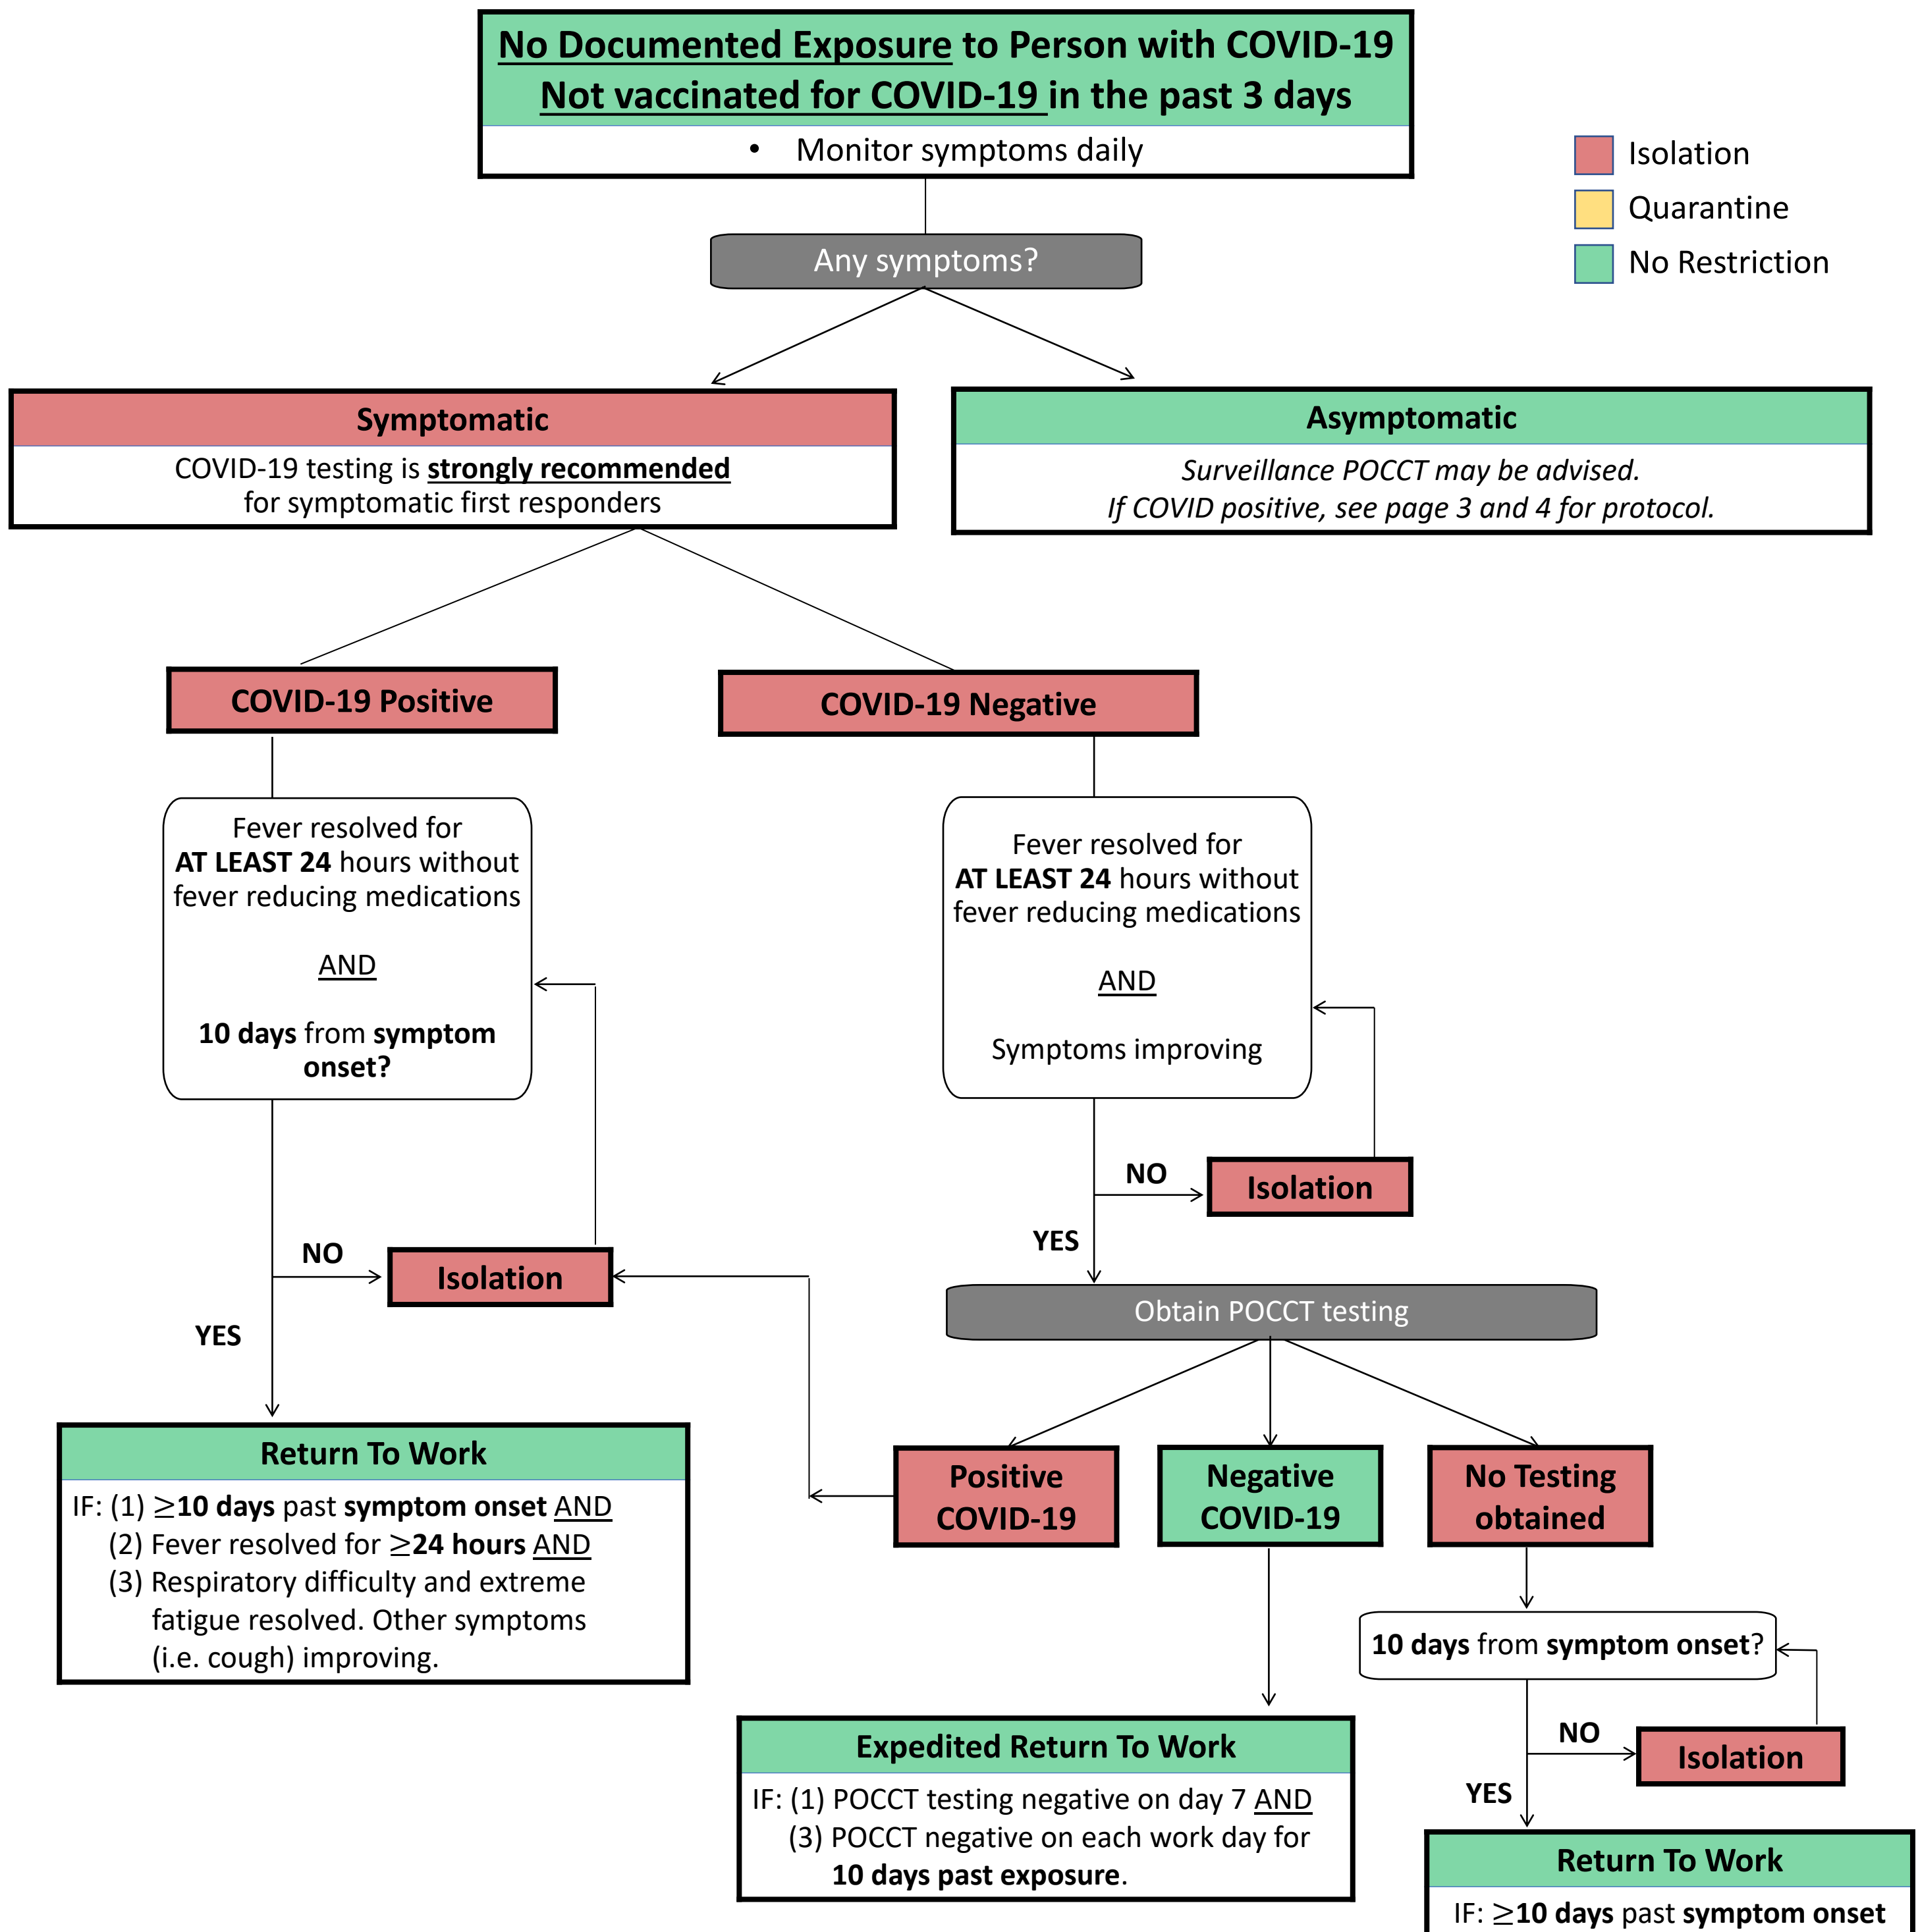 No Documented Exposure to Person with COVID-19
Not vaccinated for COVID-19 in the past 3 days
• Monitor symptoms daily
Isolation
Quarantine
No Restriction
Any symptoms?
Symptomatic
COVID-19 testing is strongly recommended
for symptomatic first responders
Asymptomatic
Surveillance POCCT may be advised.
If COVID positive, see page 3 and 4 for protocol.
COVID-19 Positive
COVID-19 Negative
Fever resolved for
AT LEAST 24 hours without
fever reducing medications
AND
10 days from symptom
onset?
Fever resolved for
AT LEAST 24 hours without
fever reducing medications
AND
Symptoms improving
NO
Isolation
YES
NO
Isolation
YES
Obtain POCCT testing
Return To Work
IF: (1) ≥10 days past symptom onset AND
(2) Fever resolved for ≥24 hours AND
(3) Respiratory difficulty and extreme
fatigue resolved. Other symptoms
(i.e. cough) improving.
Positive
COVID-19
Negative
COVID-19
No Testing
obtained
10 days from symptom onset?
NO
Isolation
YES
Expedited Return To Work
IF: (1) POCCT testing negative on day 7 AND
(3) POCCT negative on each work day for
10 days past exposure.
Return To Work
IF: ≥10 days past symptom onset